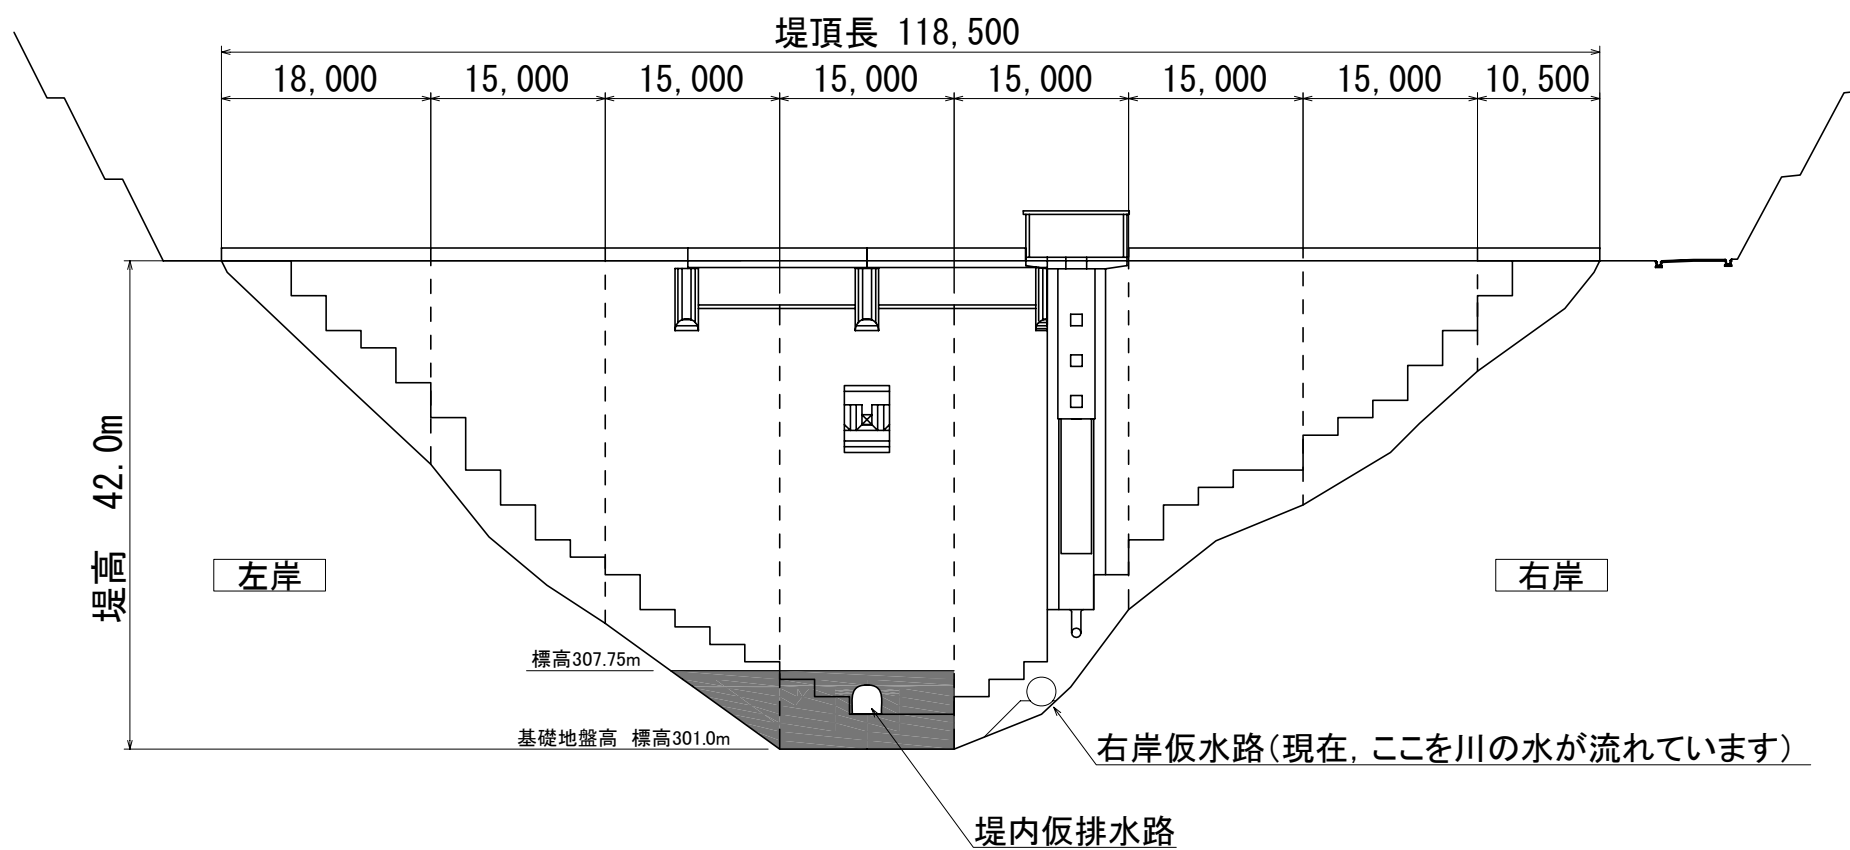 堤頂長 118,500
18,000 15,000 15,000 15,000 15,000 15,000 15,000 10,500
堤高 42.0m
左岸
右岸
標高307.75m
基礎地盤高 標高301.0m
右岸仮水路(現在,ここを川の水が流れています)
堤内仮排水路